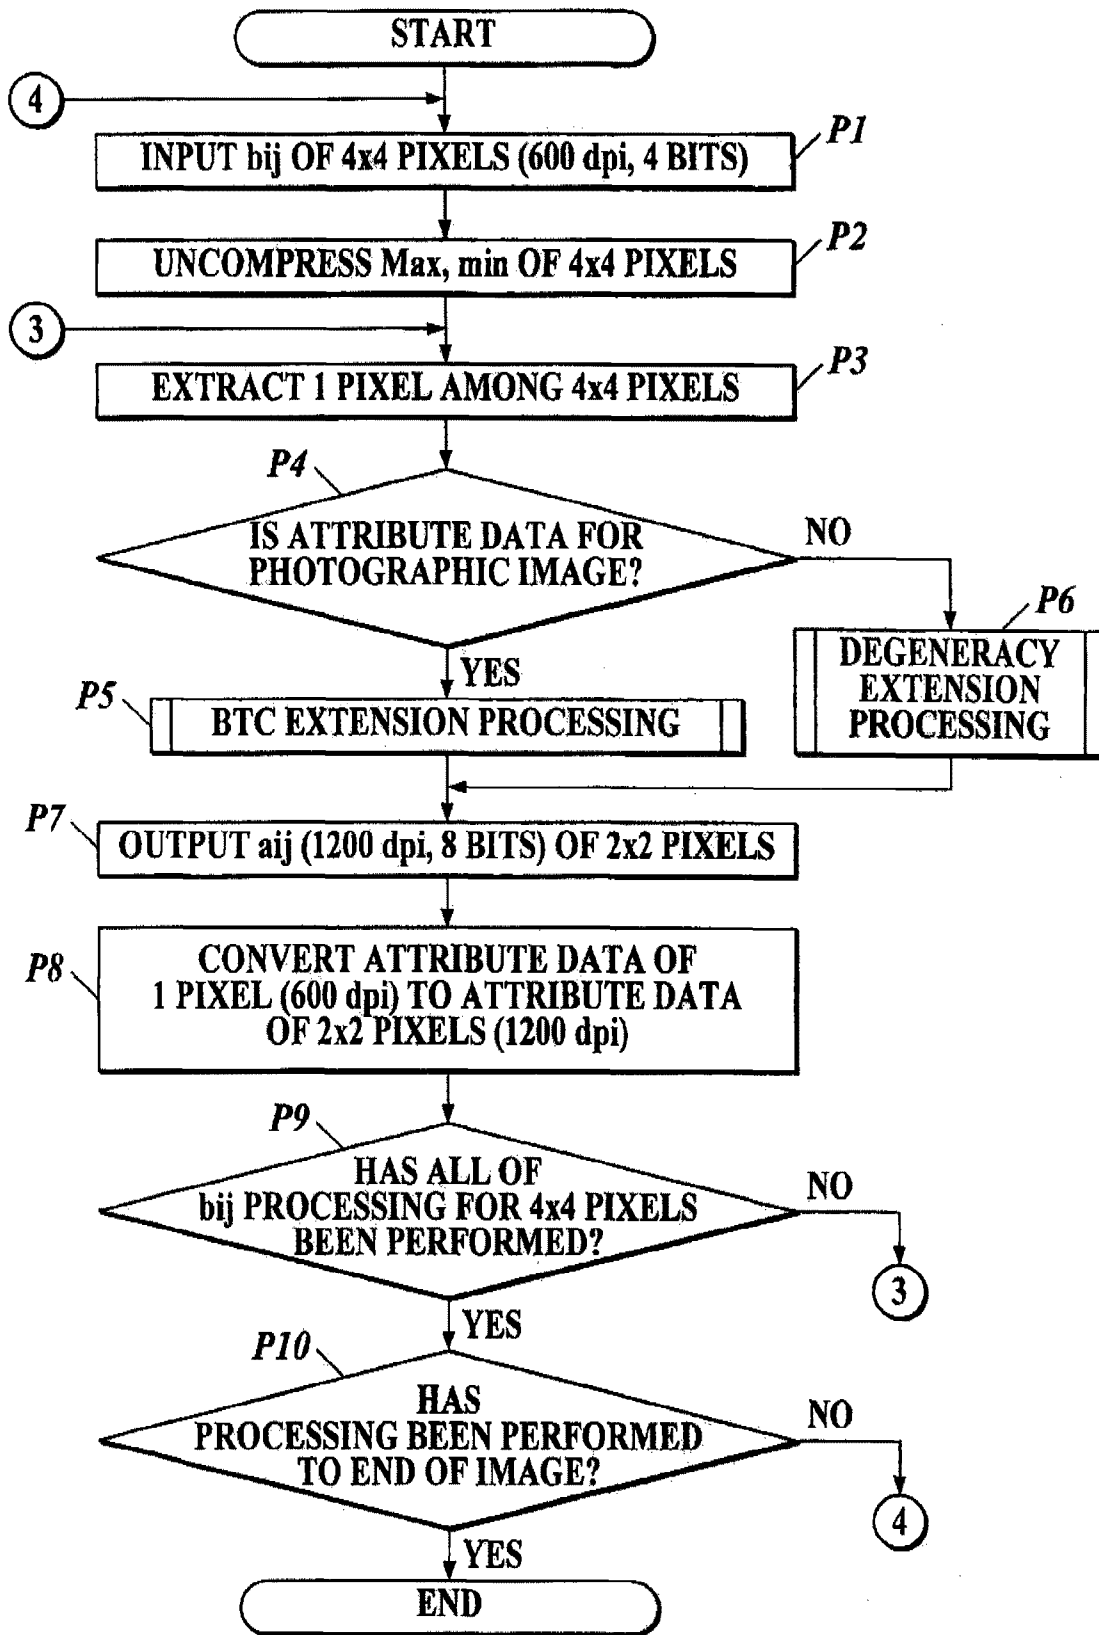 START
4
P1
INPUT bij OF 4x4 PIXELS (600 dpi, 4 BITS)
P2
UNCOMPRESS Max, min OF 4x4 PIXELS
3
P3
EXTRACT 1 PIXEL AMONG 4x4 PIXELS
P4
IS ATTRIBUTE DATA FOR
PHOTOGRAPHIC IMAGE?
NO
P6
DEGENERACY
EXTENSION
PROCESSING
YES
P5
BTC EXTENSION PROCESSING
P7
OUTPUT aij (1200 dpi, 8 BITS) OF 2x2 PIXELS
P8
CONVERT ATTRIBUTE DATA OF
1 PIXEL (600 dpi) TO ATTRIBUTE DATA
OF 2x2 PIXELS (1200 dpi)
P9
HAS ALL OF
bij PROCESSING FOR 4x4 PIXELS
BEEN PERFORMED?
NO
3
YES
P10
HAS
PROCESSING BEEN PERFORMED
TO END OF IMAGE?
NO
4
YES
END